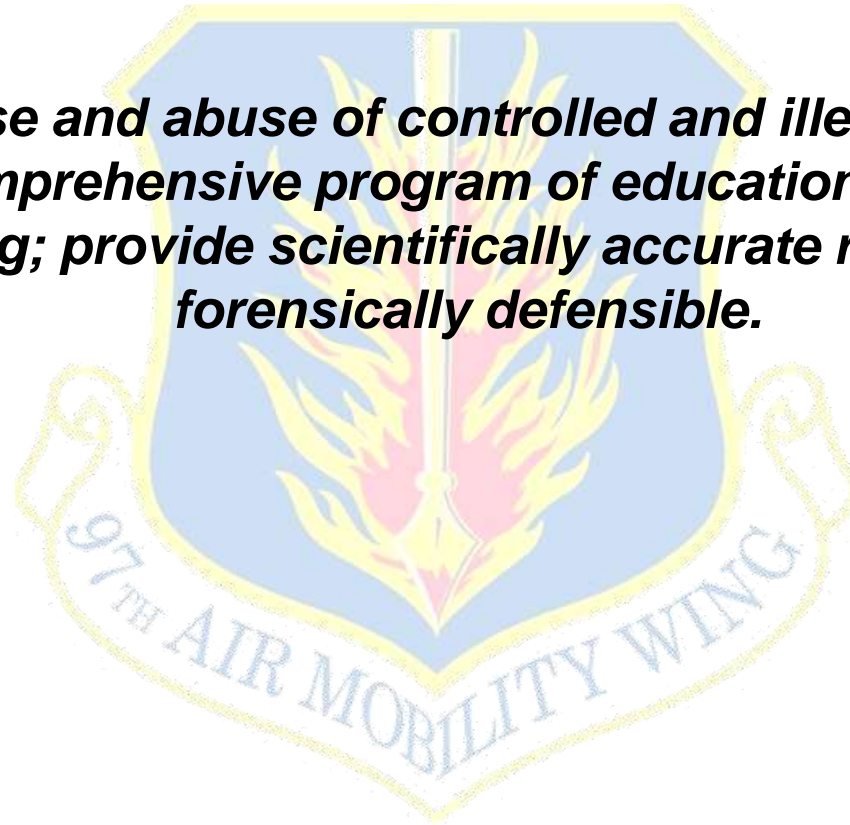 se and abuse of controlled and ille
mprehensive program of education
g; provide scientifically accurate r
forensically defensible.
97TH AIR MOBILITY WING